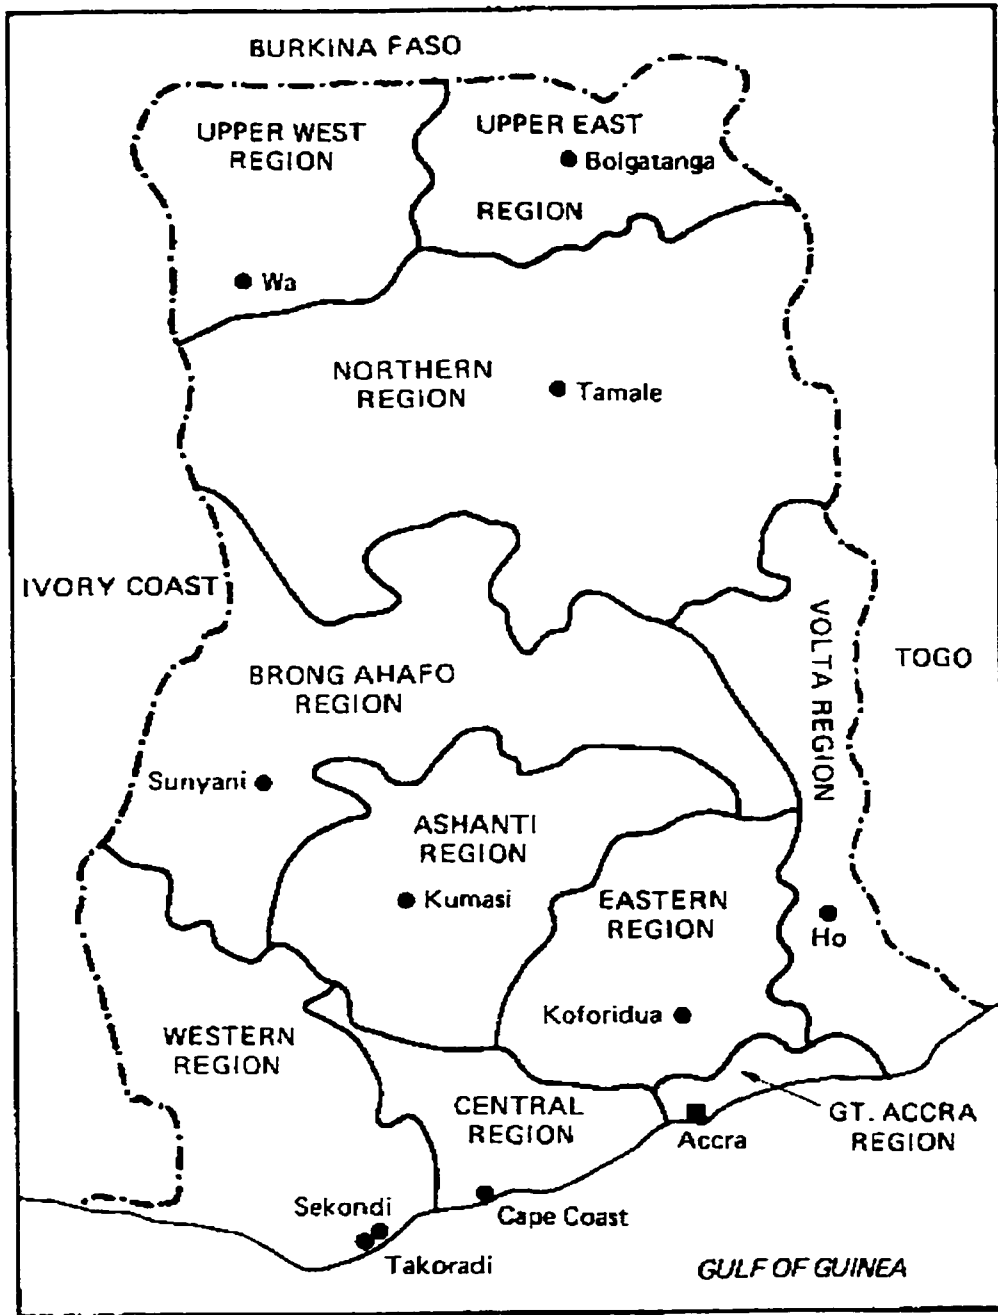 BURKINA FASO
UPPER WEST
REGION
UPPER EAST
Bolgatanga
REGION
Wa
NORTHERN
REGION
Tamale
IVORY COAST
BRONG AHAFO
REGION
VOLTA REGION
TOGO
Sunyani
ASHANTI
REGION
Kumasi
EASTERN
REGION
Ho
Koforidua
WESTERN
REGION
CENTRAL
REGION
Accra
GT. ACCRA
REGION
Sekondi
Takoradi
Cape Coast
GULF OF GUINEA